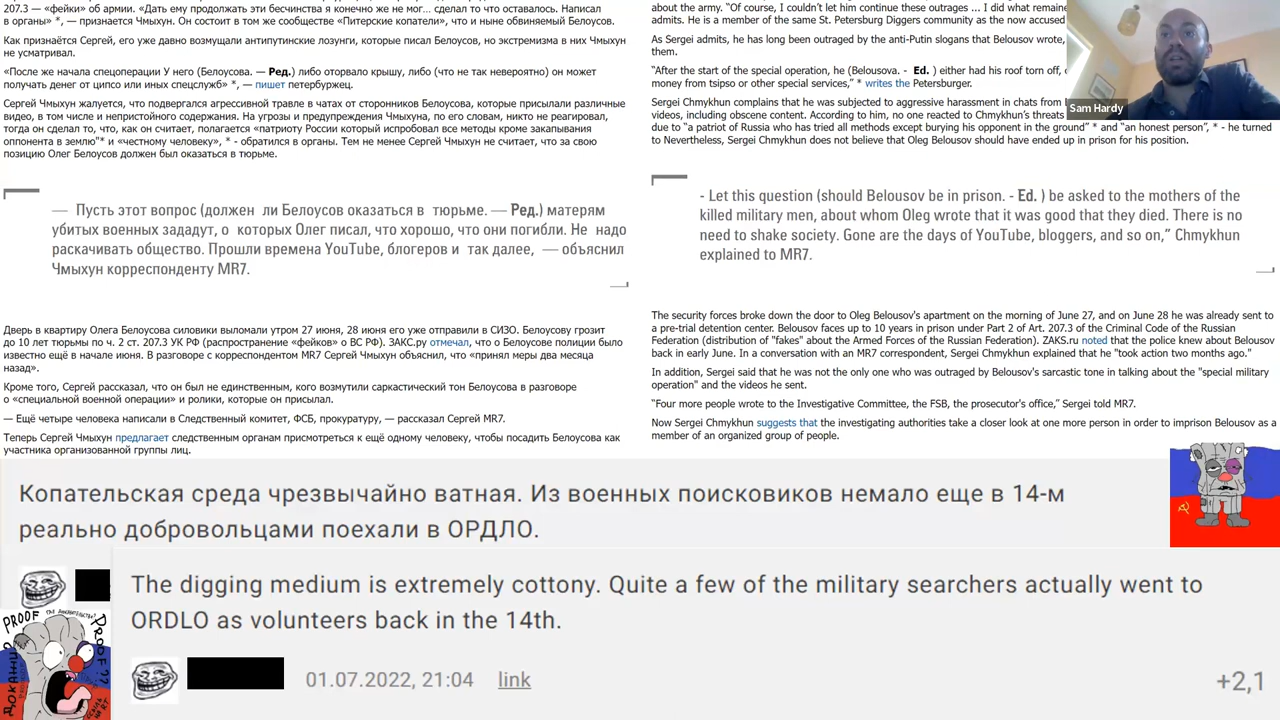 207.3 — «фейки» об армии. «Дать ему продолжать эти бесчинства я конечно же не мог... сделал то что оставалось. Написал
в органы» *, — признается Чмыхун. Он состоит в том же сообществе «Питерские копатели», что и ныне обвиняемый Белоусов.
Как признаётся Сергей, его уже давно возмущали антипутинские лозунги, которые писал Белоусов, но экстремизма в них Чмыхун
не усматривал.
«После же начала спецоперации У него (Белоусова. — Ред.) либо оторвало крышу, либо (что не так невероятно) он может
получать денег от ципсо или иных спецслужб» *, — пишет петербуржец.
Сергей Чмыхун жалуется, что подвергался агрессивной травле в чатах от сторонников Белоусова, которые присылали различные
видео, в том числе и непристойного содержания. На угрозы и предупреждения Чмыхуна, по его словам, никто не реагировал,
тогда он сделал то, что, как он считает, полагается «патриоту России который испробовал все методы кроме закапывания
оппонента в землю"* и «честному человеку», * - обратился в органы. Тем не менее Сергей Чмыхун не считает, что за свою
позицию Олег Белоусов должен был оказаться в тюрьме.
— Пусть этот вопрос (должен ли Белоусов оказаться в тюрьме. — Ред.) матерям
убитых военных зададут, о которых Олег писал, что хорошо, что они погибли. Не надо
раскачивать общество. Прошли времена YouTube, блогеров и так далее, — объяснил
Чмыхун корреспонденту MR7.
Дверь в квартиру Олега Белоусова силовики выломали утром 27 июня, 28 июня его уже отправили в СИЗО. Белоусову грозит
до 10 лет тюрьмы по ч. 2 ст. 207.3 УК РФ (распространение «фейков» о ВС РФ). ЗАКС.ру отмечал, что о Белоусове полиции было
известно ещё в начале июня. В разговоре с корреспондентом MR7 Сергей Чмыхун объяснил, что «принял меры два месяца
назад».
Кроме того, Сергей рассказал, что он был не единственным, кого возмутили саркастический тон Белоусова в разговоре
о «специальной военной операции» и ролики, которые он присылал.
— Ещё четыре человека написали в Следственный комитет, ФСБ, прокуратуру, — рассказал Сергей MR7.
Теперь Сергей Чмыхун предлагает следственным органам присмотреться к ещё одному человеку, чтобы посадить Белоусова как
участника организованной группы лиц.
about the army. "Of course, I couldn't let him continue these outrages ... I did what remained
admits. He is a member of the same St. Petersburg Diggers community as the now accused
As Sergei admits, he has long been outraged by the anti-Putin slogans that Belousov wrote,
them.
"After the start of the special operation, he (Belousova. - Ed. ) either had his roof torn off,
money from tsipso or other special services," * writes the Petersburger.
Sergei Chmykhun complains that he was subjected to aggressive harassment in chats from
videos, including obscene content. According to him, no one reacted to Chmykhun's threats
due to "a patriot of Russia who has tried all methods except burying his opponent in the ground" * and "an honest person", * - he turned
to Nevertheless, Sergei Chmykhun does not believe that Oleg Belousov should have ended up in prison for his position.
- Let this question (should Belousov be in prison. - Ed. ) be asked to the mothers of the
killed military men, about whom Oleg wrote that it was good that they died. There is no
need to shake society. Gone are the days of YouTube, bloggers, and so on," Chmykhun
explained to MR7.
The security forces broke down the door to Oleg Belousov's apartment on the morning of June 27, and on June 28 he was already sent to
a pre-trial detention center. Belousov faces up to 10 years in prison under Part 2 of Art. 207.3 of the Criminal Code of the Russian
Federation (distribution of "fakes" about the Armed Forces of the Russian Federation). ZAKS.ru noted that the police knew about Belousov
back in early June. In a conversation with an MR7 correspondent, Sergei Chmykhun explained that he "took action two months ago."
In addition, Sergei said that he was not the only one who was outraged by Belousov's sarcastic tone in talking about the "special military
operation" and the videos he sent.
"Four more people wrote to the Investigative Committee, the FSB, the prosecutor's office," Sergei told MR7.
Now Sergei Chmykhun suggests that the investigating authorities take a closer look at one more person in order to imprison Belousov as a
member of an organized group of people.
Sam Hardy
Копательская среда чрезвычайно ватная. Из военных поисковиков немало еще в 14-м
реально добровольцами поехали в ОРДЛО.
The digging medium is extremely cottony. Quite a few of the military searchers actually went to
ORDLO as volunteers back in the 14th.
01.07.2022, 21:04 link
+2,1
PROOF
PROOF??